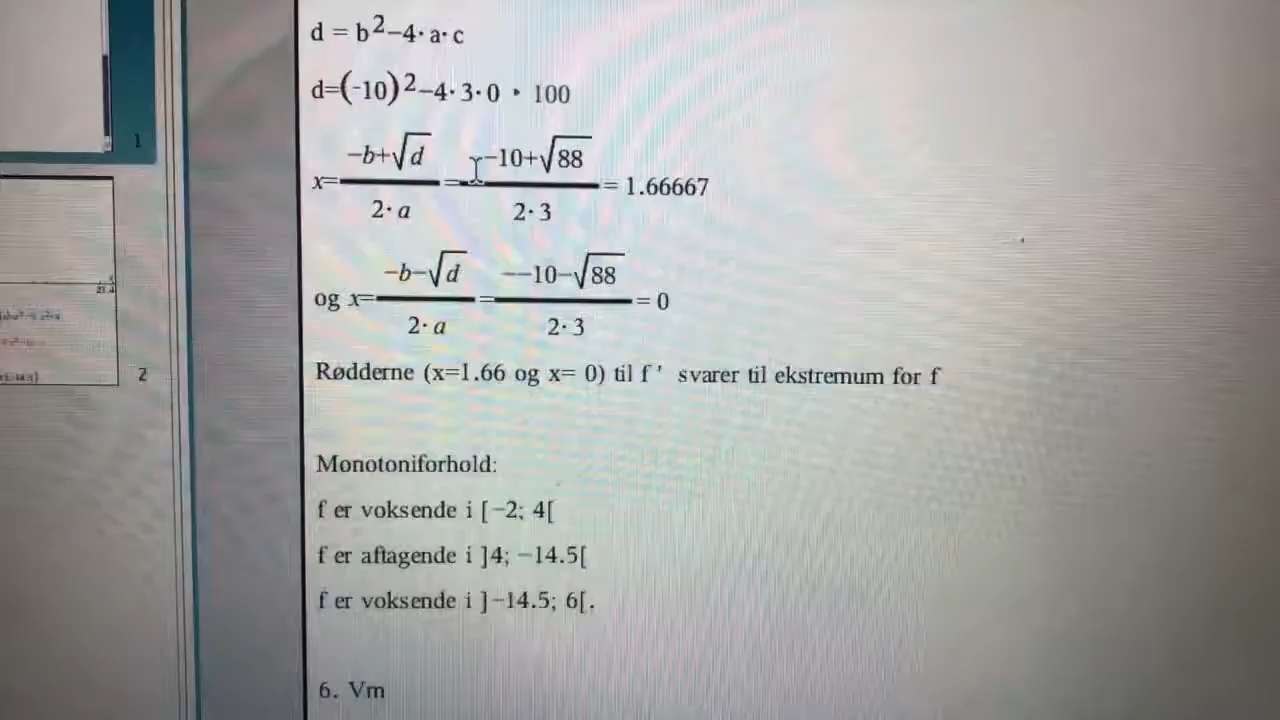 d = b²−4·a·c
d=(-10)²−4·3·0 · 100
x= −b+√d / 2·a = −−10+√88 / 2·3 = 1.66667
og x= −b−√d / 2·a = −−10−√88 / 2·3 = 0
Rødderne (x=1.66 og x= 0) til f' svarer til ekstremum for f
Monotoniforhold:
f er voksende i [−2; 4[
f er aftagende i ]4; −14.5[
f er voksende i ]−14.5; 6[.
6. Vm
1
2